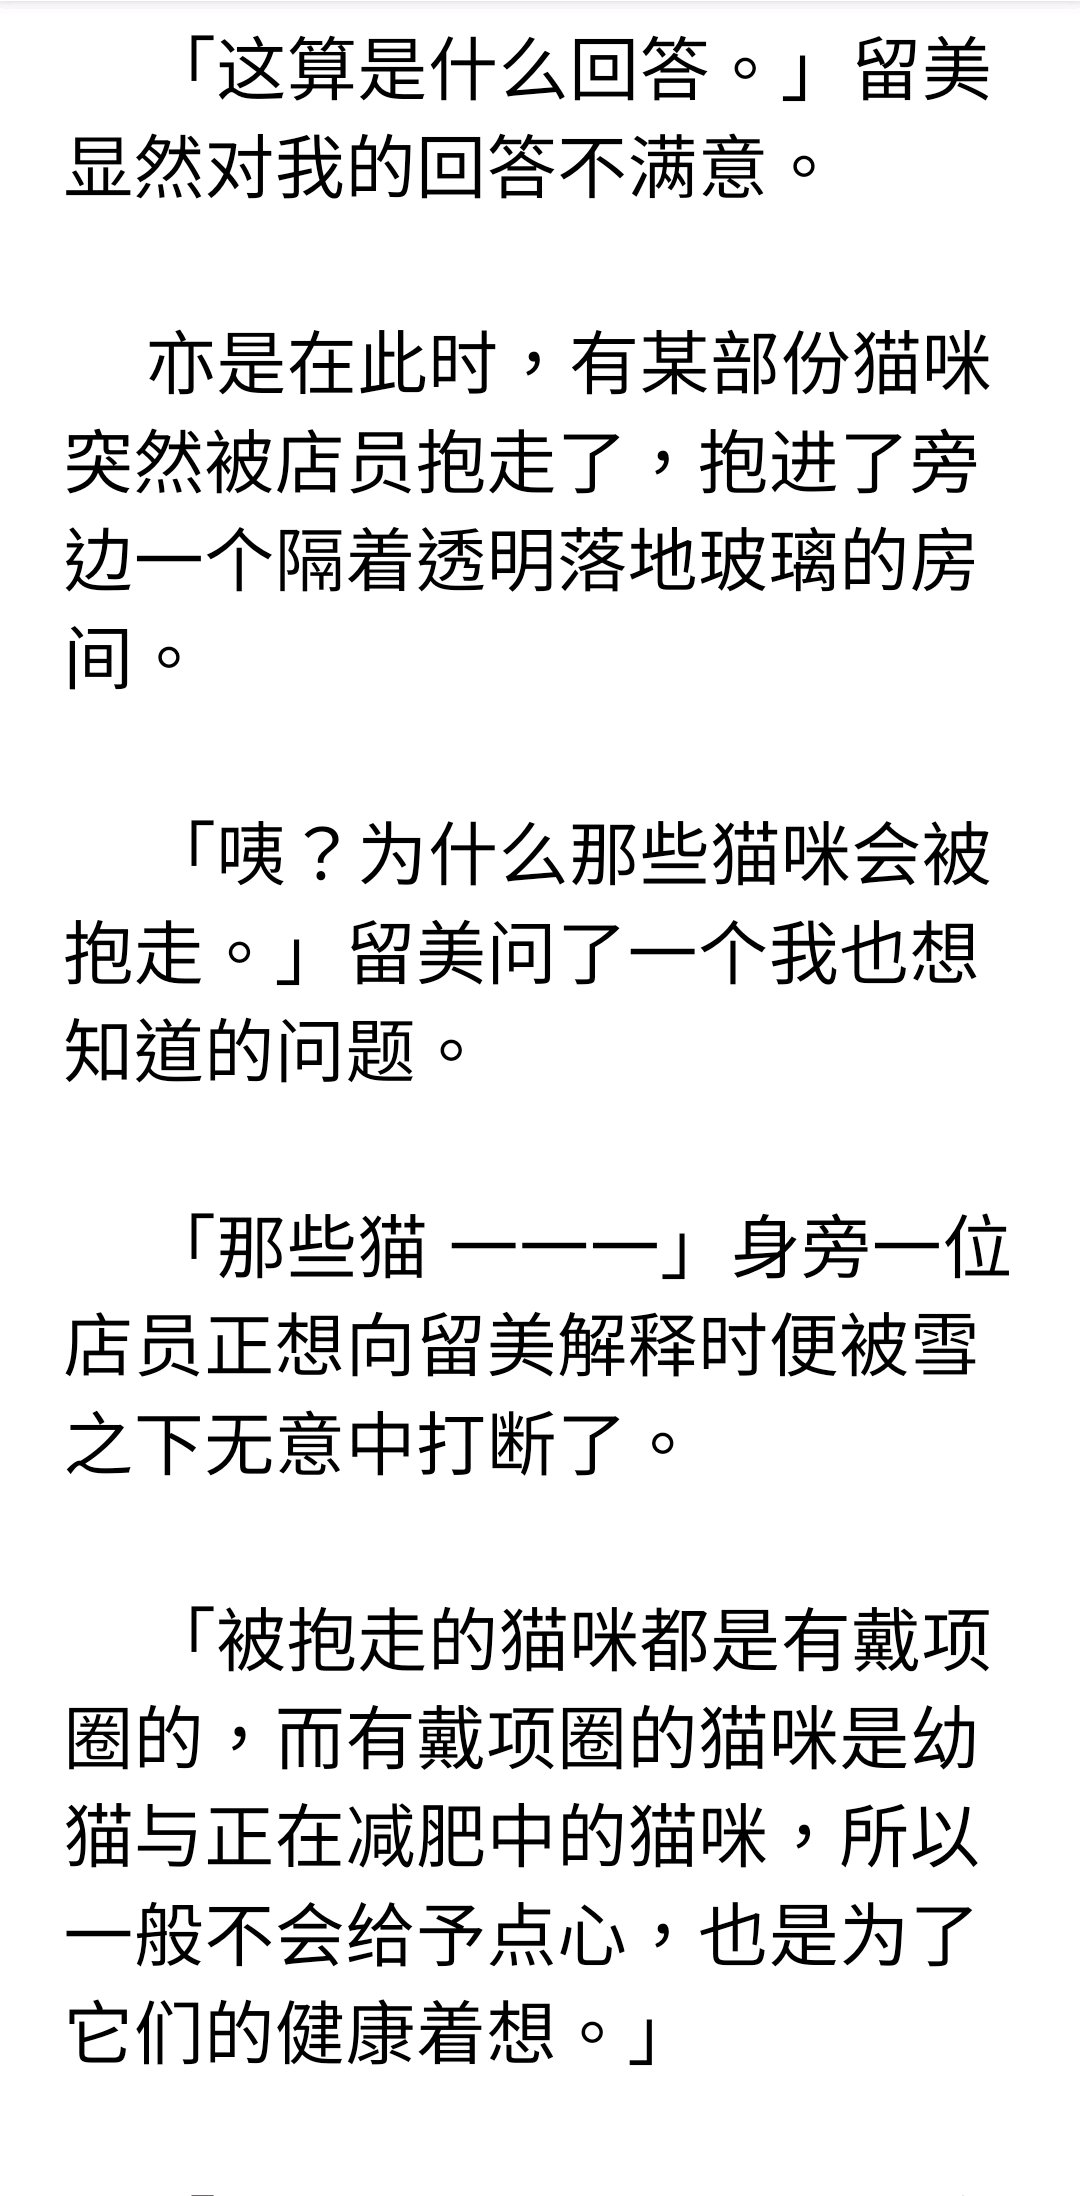 「这算是什么回答。」留美
显然对我的回答不满意。
亦是在此时，有某部份猫咪
突然被店员抱走了，抱进了旁
边一个隔着透明落地玻璃的房
间。
「咦？为什么那些猫咪会被
抱走。」留美问了一个我也想
知道的问题。
「那些猫 一一一」身旁一位
店员正想向留美解释时便被雪
之下无意中打断了。
「被抱走的猫咪都是有戴项
圈的，而有戴项圈的猫咪是幼
猫与正在减肥中的猫咪，所以
一般不会给予点心，也是为了
它们的健康着想。」